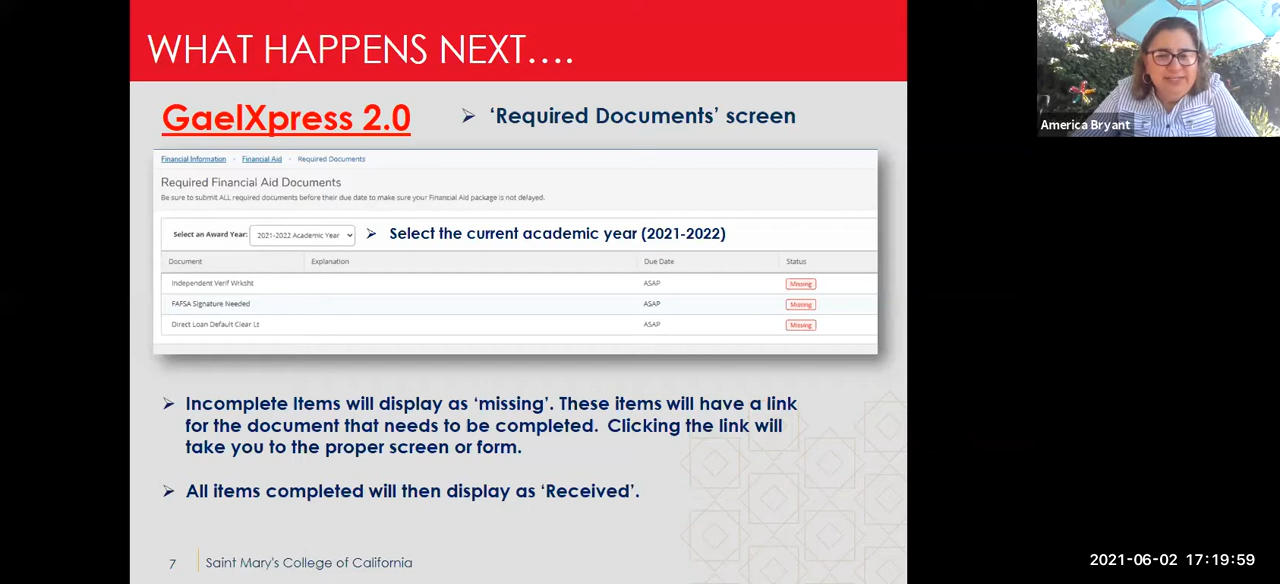 WHAT HAPPENS NEXT….
GaelXpress 2.0
➢ ‘Required Documents’ screen
America Bryant
Financial Information · Financial Aid · Required Documents
Required Financial Aid Documents
Be sure to submit ALL required documents before their due date to make sure your Financial Aid package is not delayed.
Select an Award Year: 2021-2022 Academic Year ➢ Select the current academic year (2021-2022)
Document Explanation Due Date Status
Independent Verif Wrksht ASAP Missing
FAFSA Signature Needed ASAP Missing
Direct Loan Default Clear Lt ASAP Missing
➢ Incomplete Items will display as ‘missing’. These items will have a link
for the document that needs to be completed. Clicking the link will
take you to the proper screen or form.
➢ All items completed will then display as ‘Received’.
7 Saint Mary's College of California
2021-06-02 17:19:59